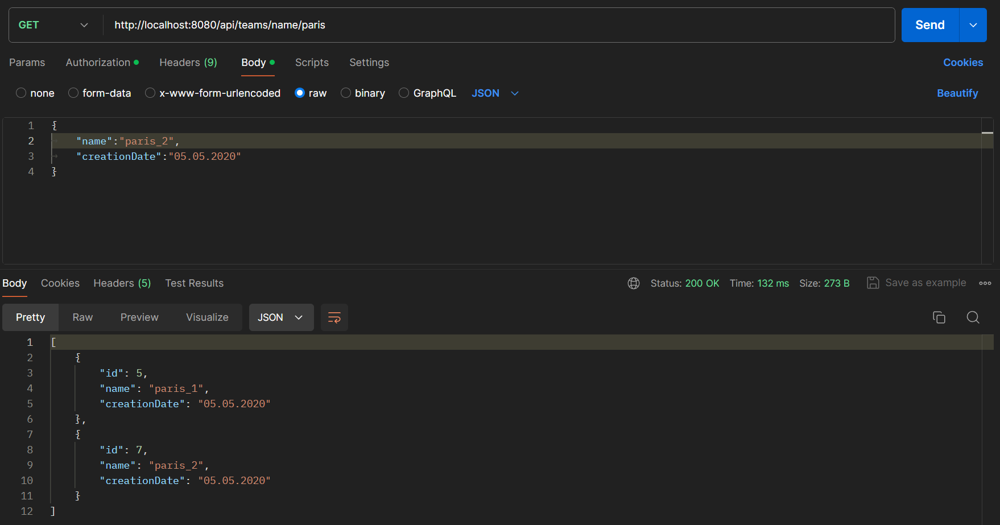 GET http://localhost:8080/api/teams/name/paris Send
Params Authorization Headers (9) Body Scripts Settings Cookies
none form-data x-www-form-urlencoded raw binary GraphQL JSON Beautify
1 {
2 "name":"paris_2",
3 "creationDate":"05.05.2020"
4 }
Body Cookies Headers (5) Test Results Status: 200 OK Time: 132 ms Size: 273 B Save as example
Pretty Raw Preview Visualize JSON
1 [
2 {
3 "id": 5,
4 "name": "paris_1",
5 "creationDate": "05.05.2020"
6 },
7 {
8 "id": 7,
9 "name": "paris_2",
10 "creationDate": "05.05.2020"
11 }
12 ]